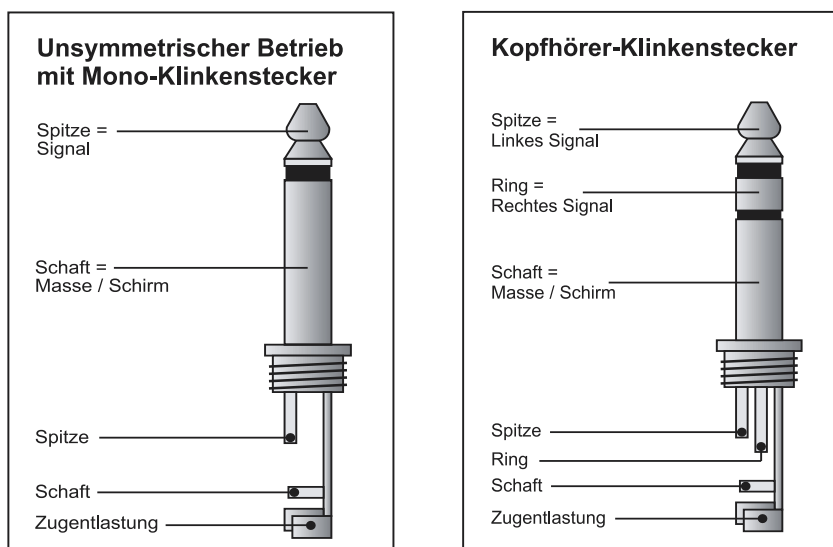 Unsymmetrischer Betrieb
mit Mono-Klinkenstecker
Spitze =
Signal
Schaft =
Masse / Schirm
Spitze
Schaft
Zugentlastung
Kopfhörer-Klinkenstecker
Spitze =
Linkes Signal
Ring =
Rechtes Signal
Schaft =
Masse / Schirm
Spitze
Ring
Schaft
Zugentlastung